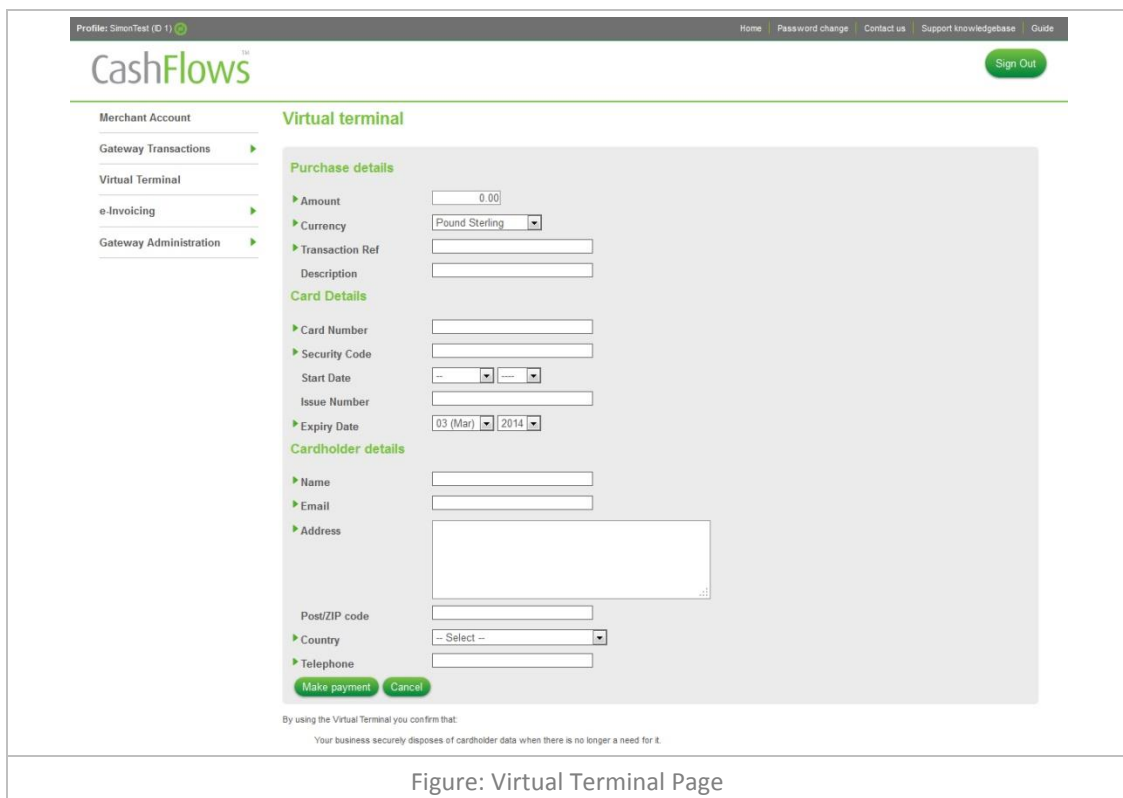 Profile: SimonTest (ID 1)
Home Password change Contact us Support knowledgebase Guide
CashFlows™
Sign Out
Merchant Account
Gateway Transactions
Virtual Terminal
e-Invoicing
Gateway Administration
Virtual terminal
Purchase details
Amount 0.00
Currency Pound Sterling
Transaction Ref
Description
Card Details
Card Number
Security Code
Start Date -- ----
Issue Number
Expiry Date 03 (Mar) 2014
Cardholder details
Name
Email
Address
Post/ZIP code
Country -- Select --
Telephone
Make payment Cancel
By using the Virtual Terminal you confirm that:
Your business securely disposes of cardholder data when there is no longer a need for it.
Figure: Virtual Terminal Page